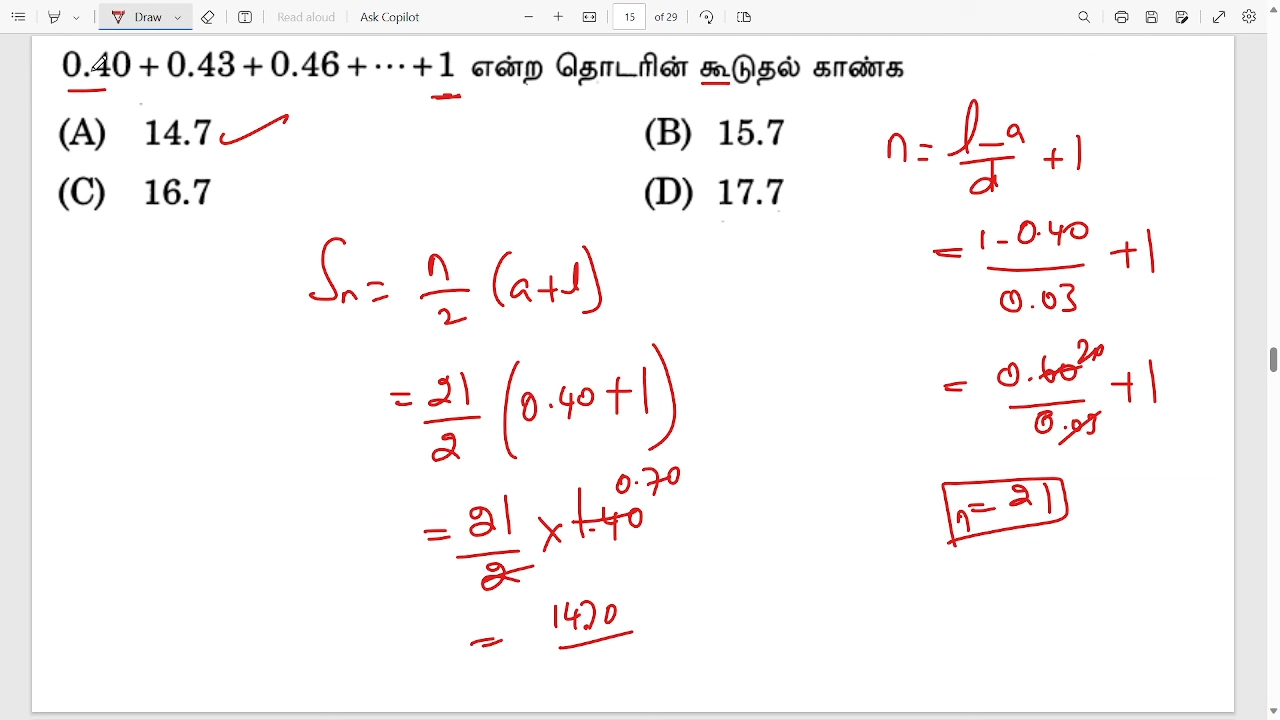 Draw Read aloud Ask Copilot 15 of 29
0.40 + 0.43 + 0.46 + ⋯ + 1 என்ற தொடரின் கூடுதல் காண்க
(A) 14.7 ✓
(B) 15.7
(C) 16.7
(D) 17.7
Sn = n/2 (a+l)
= 21/2 (0.40 + 1)
= 21/2 × 1.40 0.70
=
n = l-a/d + 1
= 1-0.40/0.03 + 1
= 0.60/0.03 20 + 1
n = 21